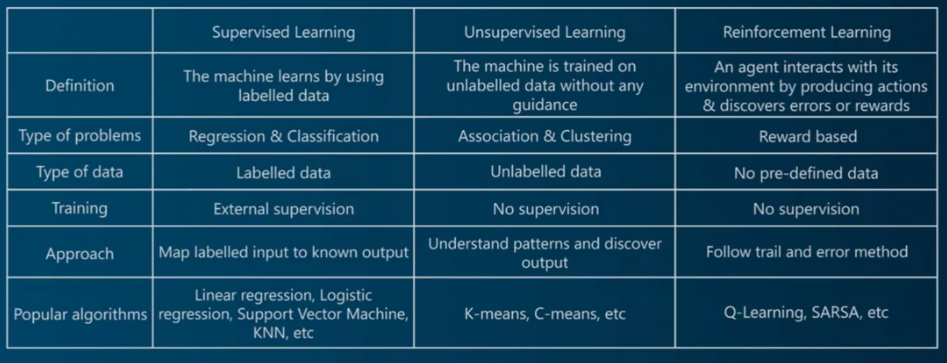 Supervised Learning
Unsupervised Learning
Reinforcement Learning
Definition
The machine learns by using
labelled data
The machine is trained on
unlabelled data without any
guidance
An agent interacts with its
environment by producing actions
& discovers errors or rewards
Type of problems
Regression & Classification
Association & Clustering
Reward based
Type of data
Labelled data
Unlabelled data
No pre-defined data
Training
External supervision
No supervision
No supervision
Approach
Map labelled input to known output
Understand patterns and discover
output
Follow trail and error method
Popular algorithms
Linear regression, Logistic
regression, Support Vector Machine,
KNN, etc
K-means, C-means, etc
Q-Learning, SARSA, etc